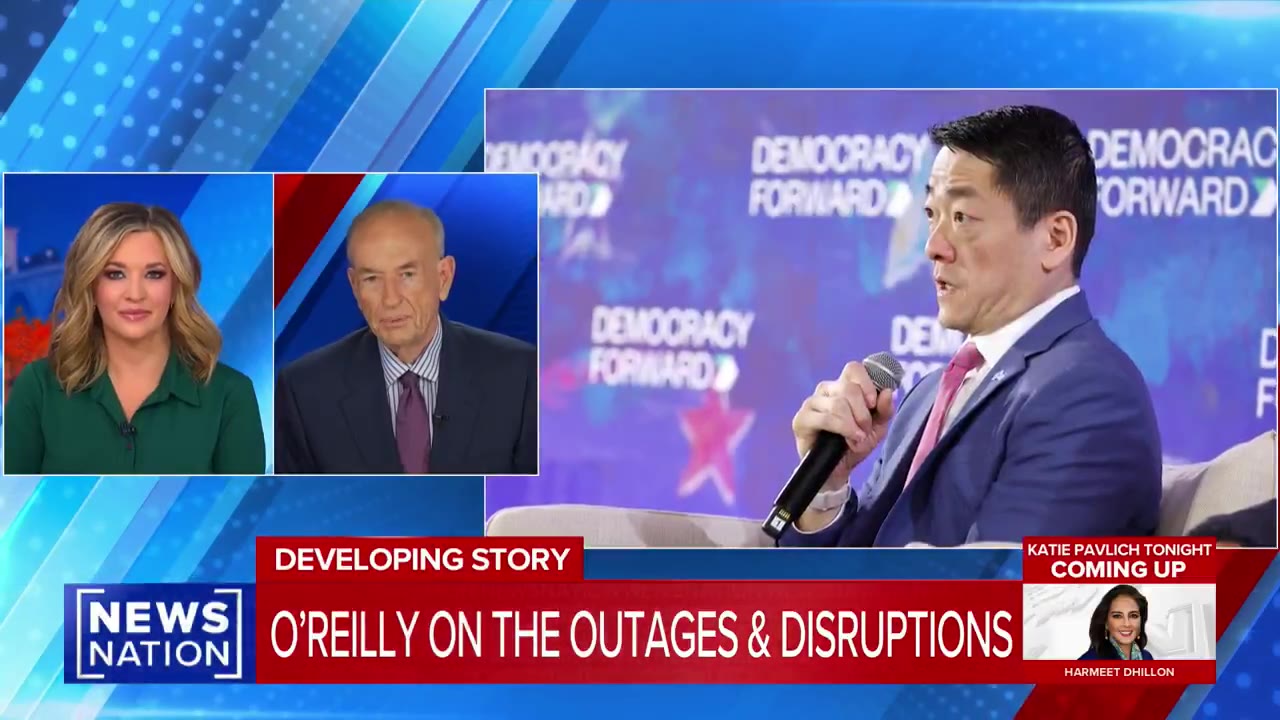 DEMOCRACY
FORWARD
DEMOCRACY
FORWARD
DEMOCRAC
FORWARD
DEMOCRACY
FORWARD
DEVELOPING STORY
O'REILLY ON THE OUTAGES & DISRUPTIONS
NEWS
NATION
KATIE PAVLICH TONIGHT
COMING UP
HARMEET DHILLON